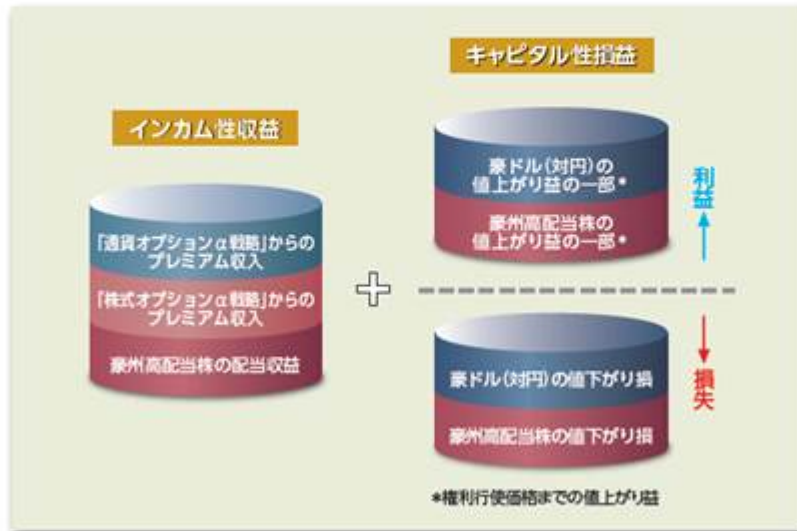 インカム性収益
「通貨オプションα戦略」からの
プレミアム収入
「株式オプションα戦略」からの
プレミアム収入
豪州高配当株の配当収益
+
キャピタル性損益
豪ドル（対円）の
値上がり益の一部*
豪州高配当株の
値上がり益の一部*
利益
豪ドル（対円）の値下がり損
豪州高配当株の値下がり損
損失
*権利行使価格までの値上がり益